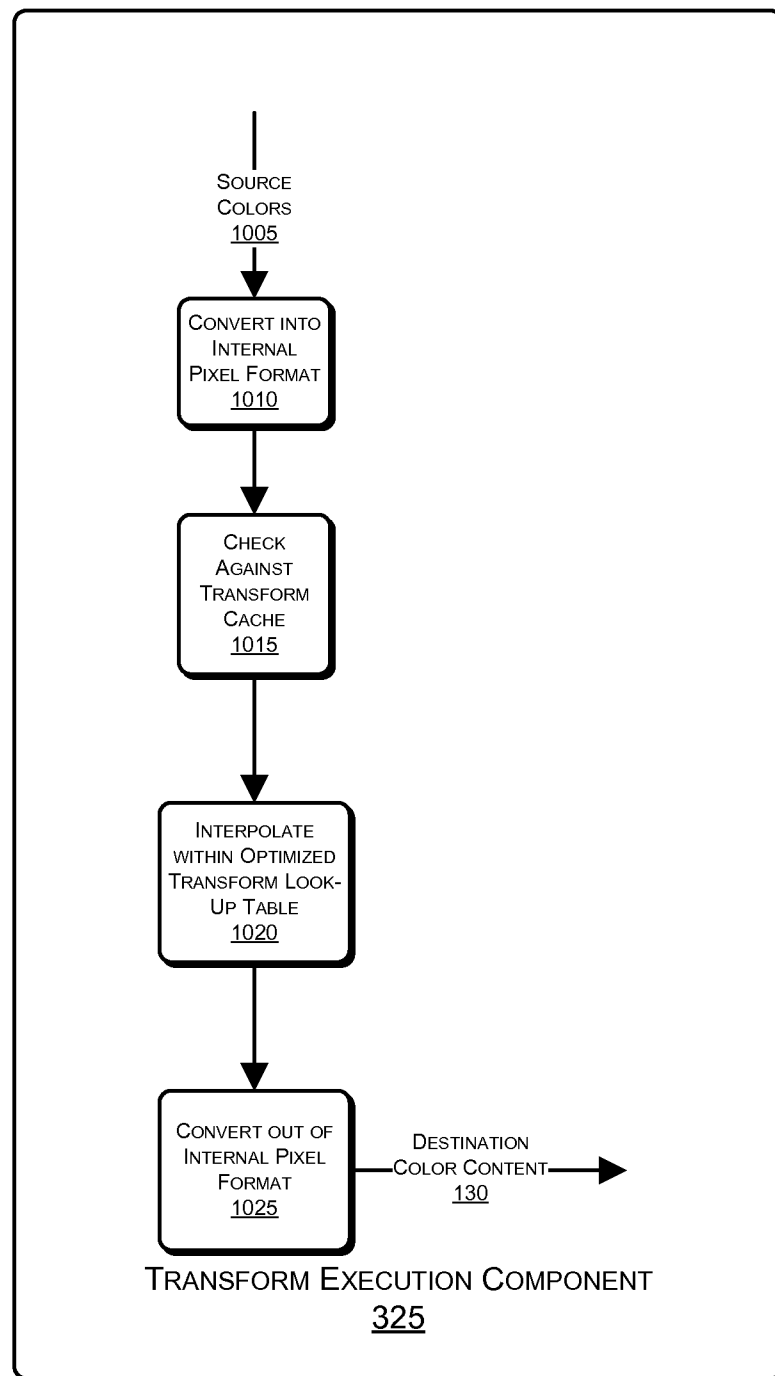 SOURCE
COLORS
1005
CONVERT INTO
INTERNAL
PIXEL FORMAT
1010
CHECK
AGAINST
TRANSFORM
CACHE
1015
INTERPOLATE
WITHIN OPTIMIZED
TRANSFORM LOOK-
UP TABLE
1020
CONVERT OUT OF
INTERNAL PIXEL
FORMAT
1025
DESTINATION
COLOR CONTENT
130
TRANSFORM EXECUTION COMPONENT
325